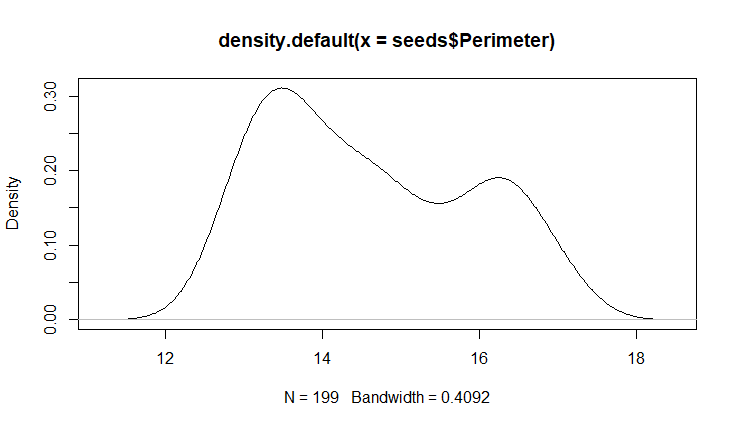 density.default(x = seeds$Perimeter)
Density
0.30
0.20
0.10
0.00
12 14 16 18
N = 199 Bandwidth = 0.4092